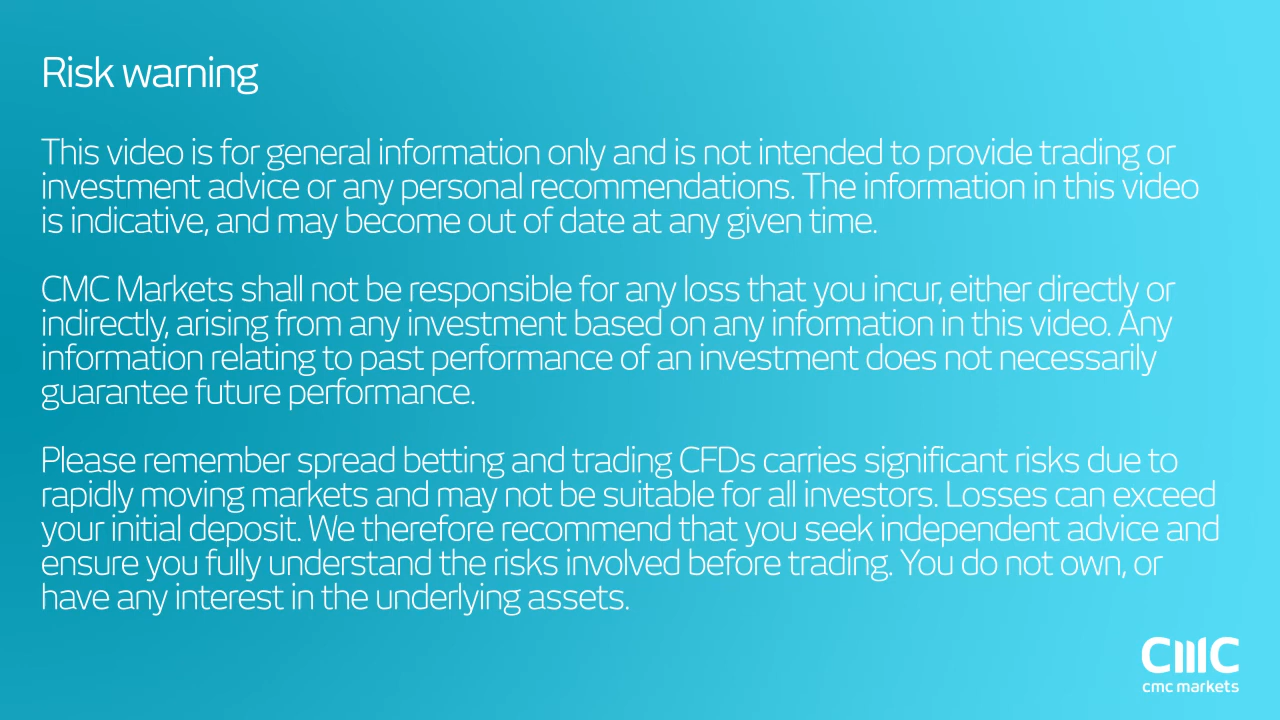 Risk warning
This video is for general information only and is not intended to provide trading or
investment advice or any personal recommendations. The information in this video
is indicative, and may become out of date at any given time.
CMC Markets shall not be responsible for any loss that you incur, either directly or
indirectly, arising from any investment based on any information in this video. Any
information relating to past performance of an investment does not necessarily
guarantee future performance.
Please remember spread betting and trading CFDs carries significant risks due to
rapidly moving markets and may not be suitable for all investors. Losses can exceed
your initial deposit. We therefore recommend that you seek independent advice and
ensure you fully understand the risks involved before trading. You do not own, or
have any interest in the underlying assets.
cmc
cmc markets